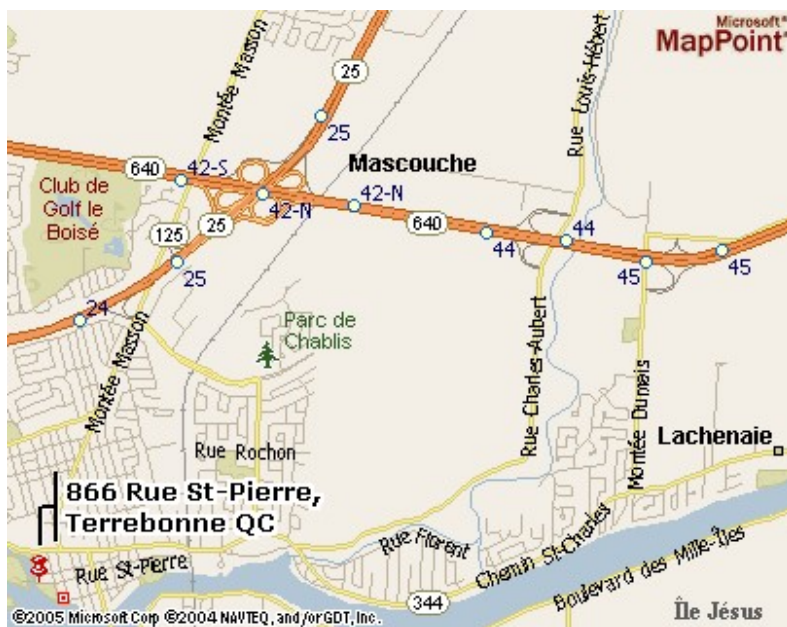 Microsoft®
MapPoint®
Montée Masson
25
Rue Louis-Hébert
25
640
42-S
Mascouche
Club de
Golf le
Boisé
42-N
42-N
125
25
640
44
44
25
45
45
24
Parc de
Chablis
Montée Masson
Rue Charles-Aubert
Montée Dumais
Rue Rochon
Lachenaie
866 Rue St-Pierre,
Terrebonne QC
Rue St-Pierre
Rue Florent
Chemin St-Charles
Boulevard des Mille-Îles
344
Île Jésus
©2005 Microsoft Corp ©2004 NAVTEQ, and/or GDT, Inc.